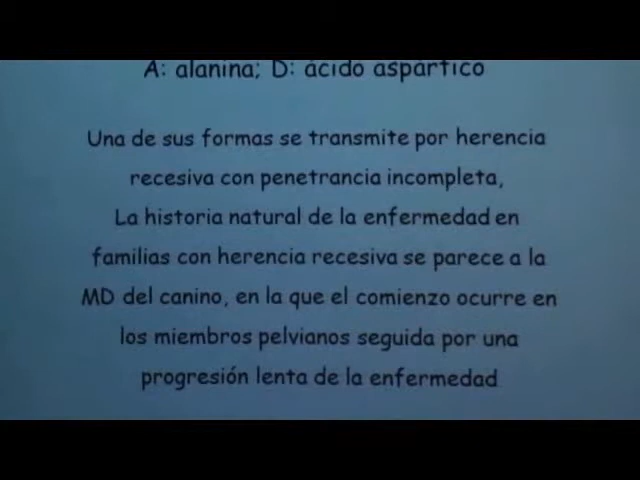 A: alanina; D: ácido aspártico
Una de sus formas se transmite por herencia
recesiva con penetrancia incompleta,
La historia natural de la enfermedad en
familias con herencia recesiva se parece a la
MD del canino, en la que el comienzo ocurre en
los miembros pelvianos seguida por una
progresión lenta de la enfermedad